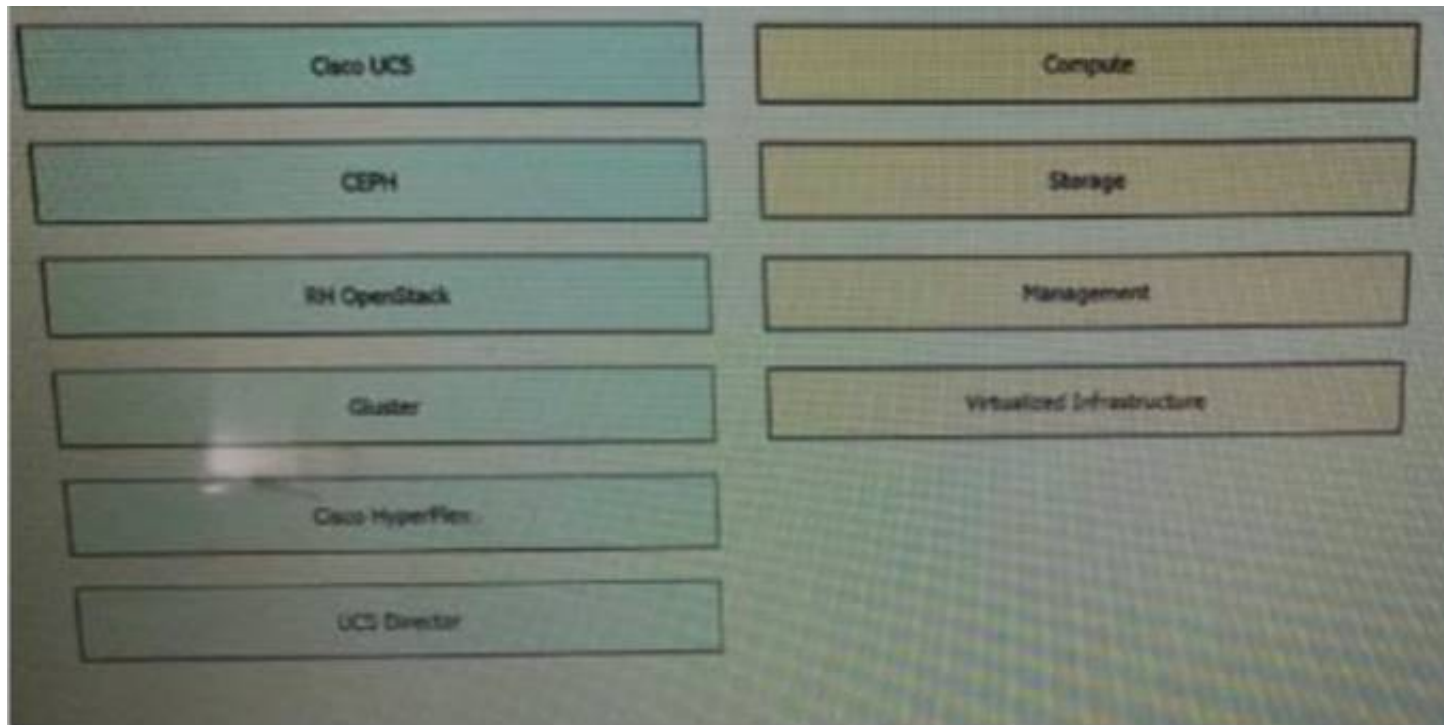 Cisco UCS
CEPH
RH OpenStack
Gluster
Cisco HyperFlex
UCS Director
Compute
Storage
Management
Virtualized Infrastructure